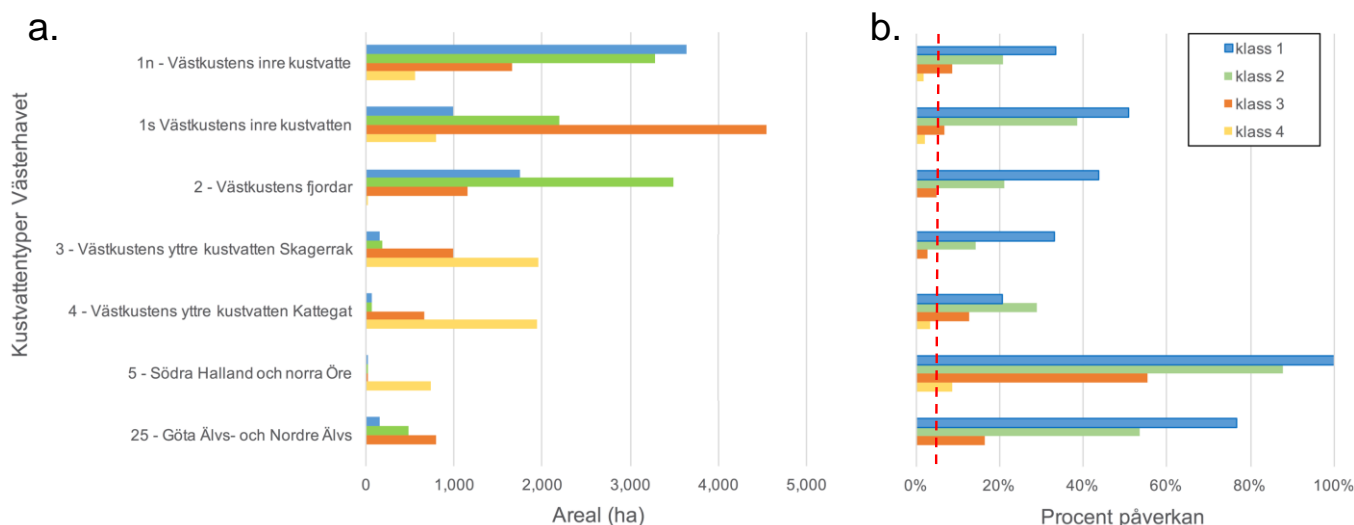 a.
Kustvattentyper Västerhavet
1n - Västkustens inre kustvatte
1s Västkustens inre kustvatten
2 - Västkustens fjordar
3 - Västkustens yttre kustvatten Skagerrak
4 - Västkustens yttre kustvatten Kattegat
5 - Södra Halland och norra Öre
25 - Göta Älvs- och Nordre Älvs
0 1,000 2,000 3,000 4,000 5,000
Areal (ha)
b.
klass 1
klass 2
klass 3
klass 4
0% 20% 40% 60% 80% 100%
Procent påverkan